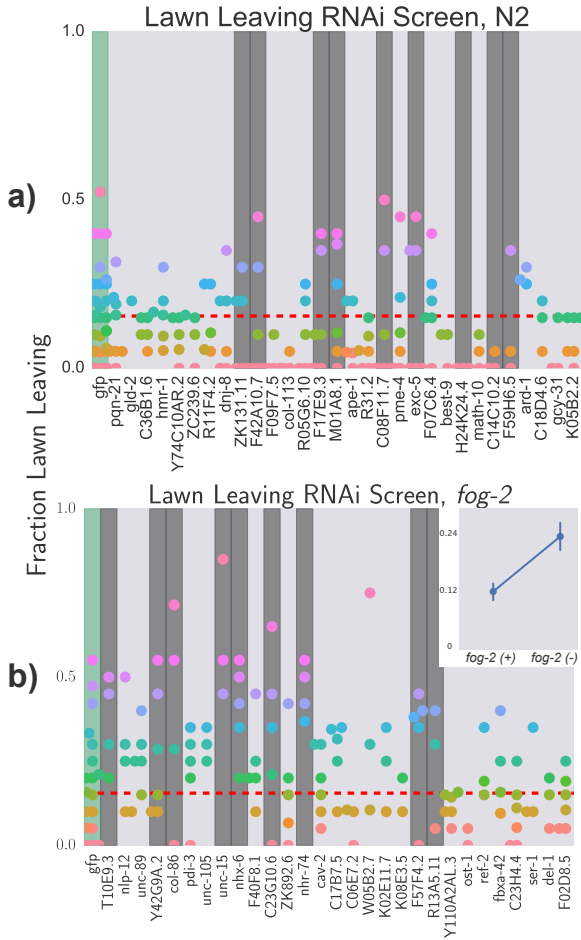 Lawn Leaving RNAi Screen, N2
a)
1.0
0.5
0.0
gfp
pqn-21
gld-2
C36B1.6
hmr-1
Y74C10AR.2
ZC239.6
R11F4.2
dnj-8
ZK131.11
F42A10.7
F09F7.5
col-113
R05G6.10
F17E9.3
M01A8.1
ape-1
R31.2
C08F11.7
pme-4
exc-5
F07C6.4
best-9
H24K24.4
math-10
C14C10.2
F59H6.5
ard-1
C18D4.6
gcy-31
K05B2.2
Fraction Lawn Leaving
Lawn Leaving RNAi Screen, fog-2
b)
1.0
0.5
0.0
0.24
0.12
0
fog-2 (+)
fog-2 (-)
gfp
T10E9.3
nlp-12
unc-89
Y42G9A.2
col-86
pdi-3
unc-105
unc-15
nhx-6
F40F8.1
C23G10.6
ZK892.6
nhr-74
cav-2
C17B7.5
C06E7.2
W05B2.7
K02E11.7
K08E3.5
F57F4.2
R13A5.11
Y110A2AL.3
ost-1
ref-2
fbxa-42
C23H4.4
ser-1
del-1
F02D8.5